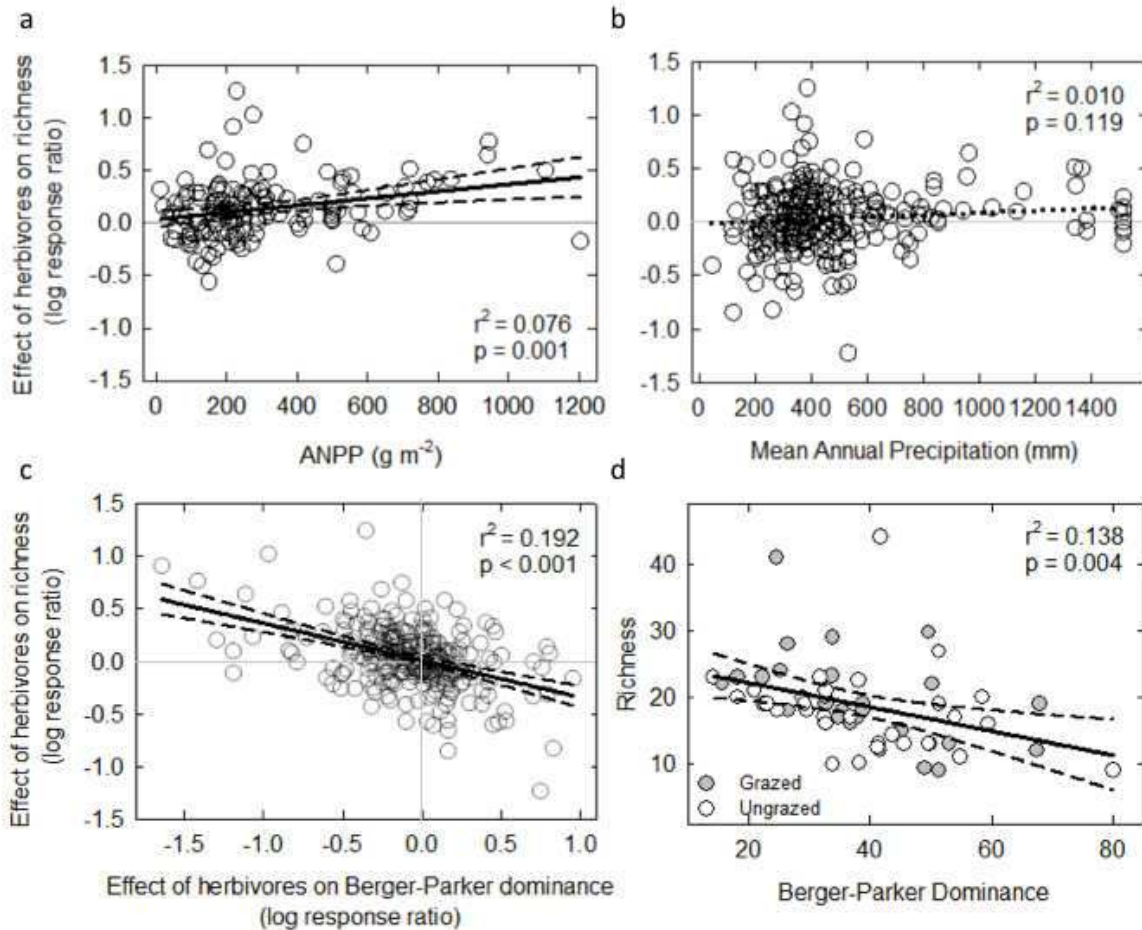 a
Effect of herbivores on richness
(log response ratio)
1.5
1.0
0.5
0.0
-0.5
-1.0
-1.5
r² = 0.076
p = 0.001
0 200 400 600 800 1000 1200
ANPP (g m⁻²)
b
1.5
1.0
0.5
0.0
-0.5
-1.0
-1.5
r² = 0.010
p = 0.119
0 200 400 600 800 1000 1200 1400
Mean Annual Precipitation (mm)
c
Effect of herbivores on richness
(log response ratio)
1.5
1.0
0.5
0.0
-0.5
-1.0
-1.5
r² = 0.192
p < 0.001
-1.5 -1.0 -0.5 0.0 0.5 1.0
Effect of herbivores on Berger-Parker dominance
(log response ratio)
d
Richness
40
30
20
10
r² = 0.138
p = 0.004
Grazed
Ungrazed
20 40 60 80
Berger-Parker Dominance